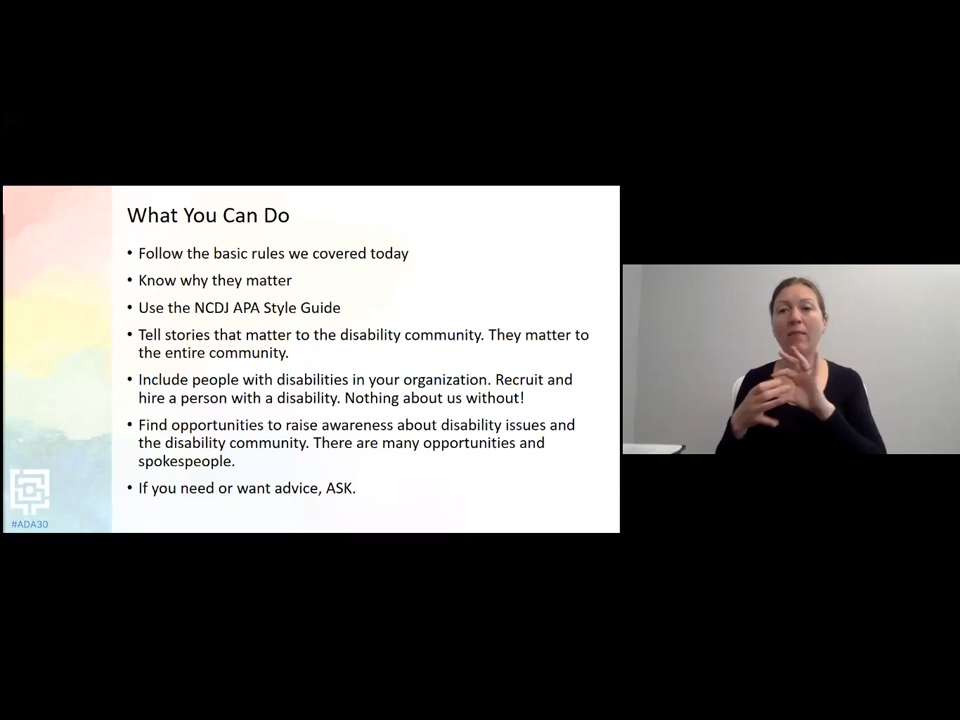 What You Can Do
• Follow the basic rules we covered today
• Know why they matter
• Use the NCDJ APA Style Guide
• Tell stories that matter to the disability community. They matter to
the entire community.
• Include people with disabilities in your organization. Recruit and
hire a person with a disability. Nothing about us without!
• Find opportunities to raise awareness about disability issues and
the disability community. There are many opportunities and
spokespeople.
• If you need or want advice, ASK.
#ADA30